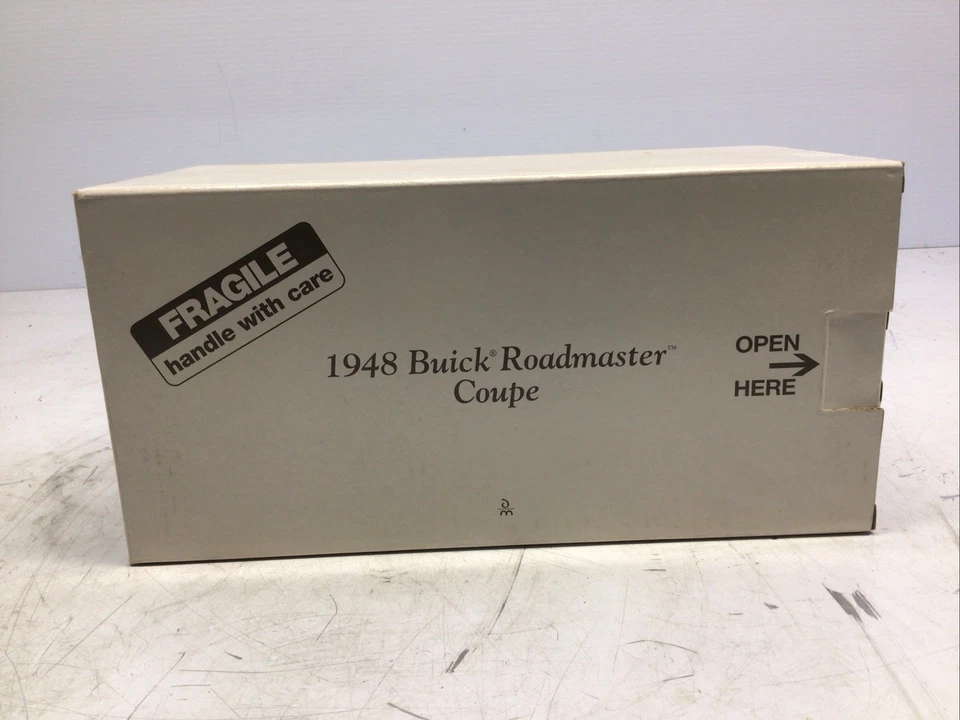 FRAGILE
handle with care
1948 Buick® Roadmaster™
Coupe
OPEN
HERE